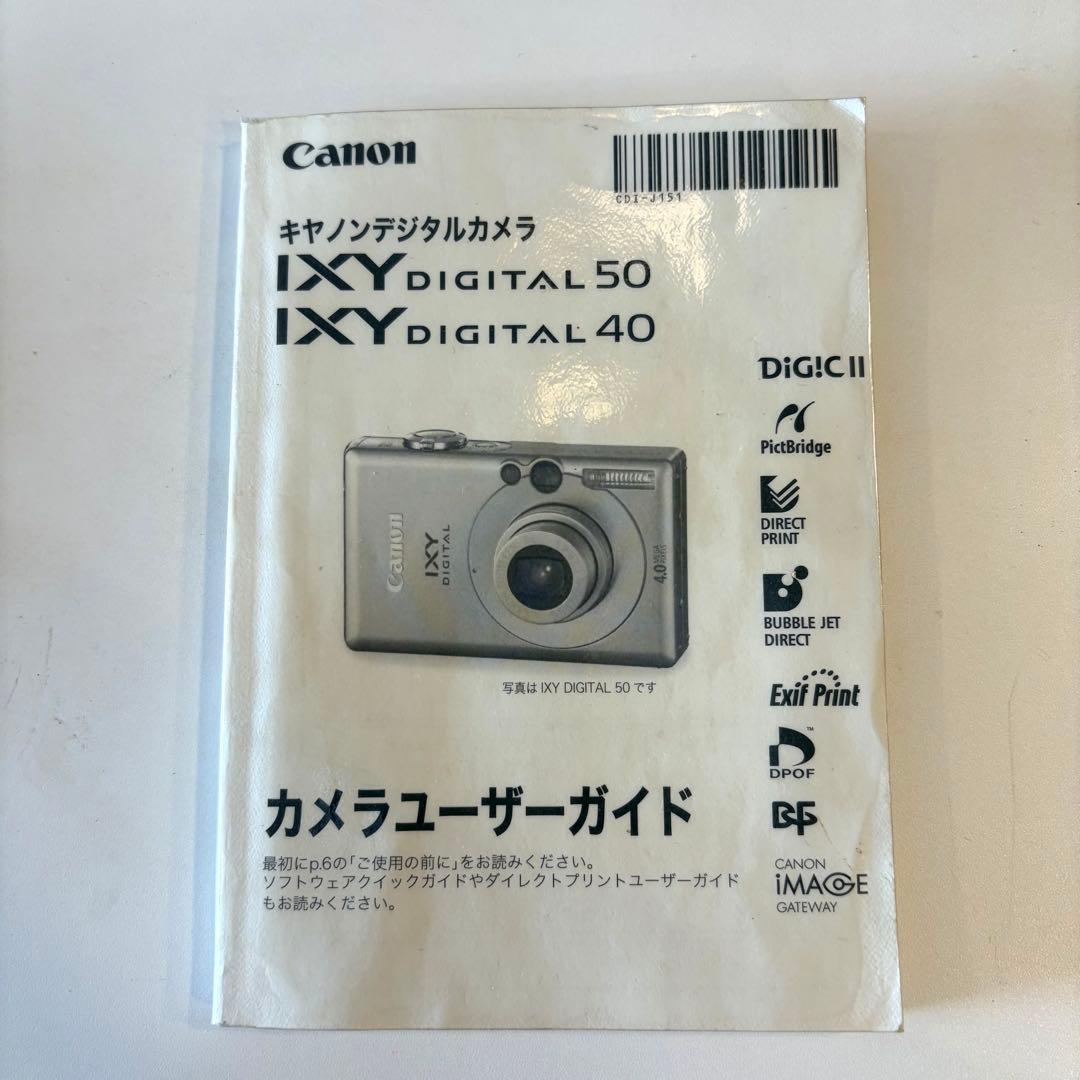 Canon
CDI-J151
キヤノンデジタルカメラ
IXY DIGITAL 50
IXY DIGITAL 40
DiG!C II
PictBridge
DIRECT
PRINT
BUBBLE JET
DIRECT
Exif Print
TM
DPOF
CANON
iMAGE
GATEWAY
Canon
IXY
DIGITAL
4.0 MEGA
PIXELS
写真は IXY DIGITAL 50 です
カメラユーザーガイド
最初にp.6の「ご使用の前に」をお読みください。
ソフトウェアクイックガイドやダイレクトプリントユーザーガイド
もお読みください。